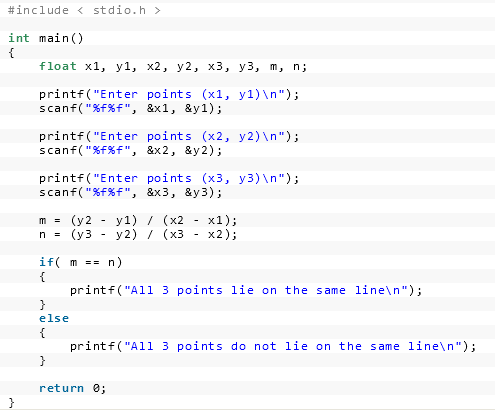 #include < stdio.h >
int main()
{
float x1, y1, x2, y2, x3, y3, m, n;
printf("Enter points (x1, y1)\n");
scanf("%f%f", &x1, &y1);
printf("Enter points (x2, y2)\n");
scanf("%f%f", &x2, &y2);
printf("Enter points (x3, y3)\n");
scanf("%f%f", &x3, &y3);
m = (y2 - y1) / (x2 - x1);
n = (y3 - y2) / (x3 - x2);
if( m == n)
{
printf("All 3 points lie on the same line\n");
}
else
{
printf("All 3 points do not lie on the same line\n");
}
return 0;
}